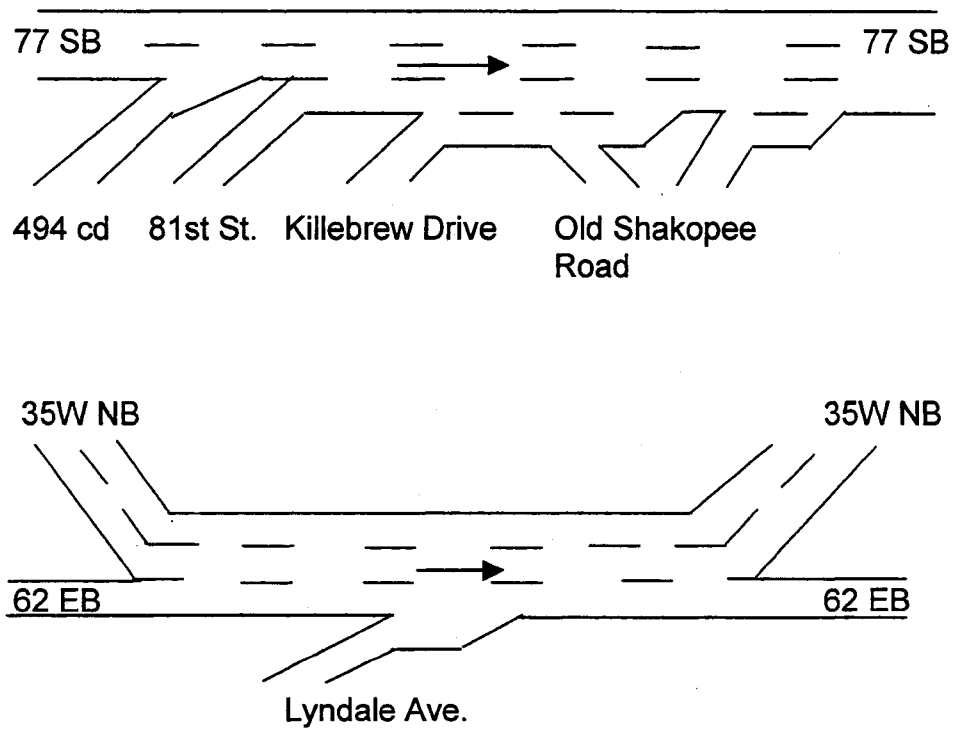 77 SB
77 SB
494 cd
81st St.
Killebrew Drive
Old Shakopee
Road
35W NB
35W NB
62 EB
62 EB
Lyndale Ave.